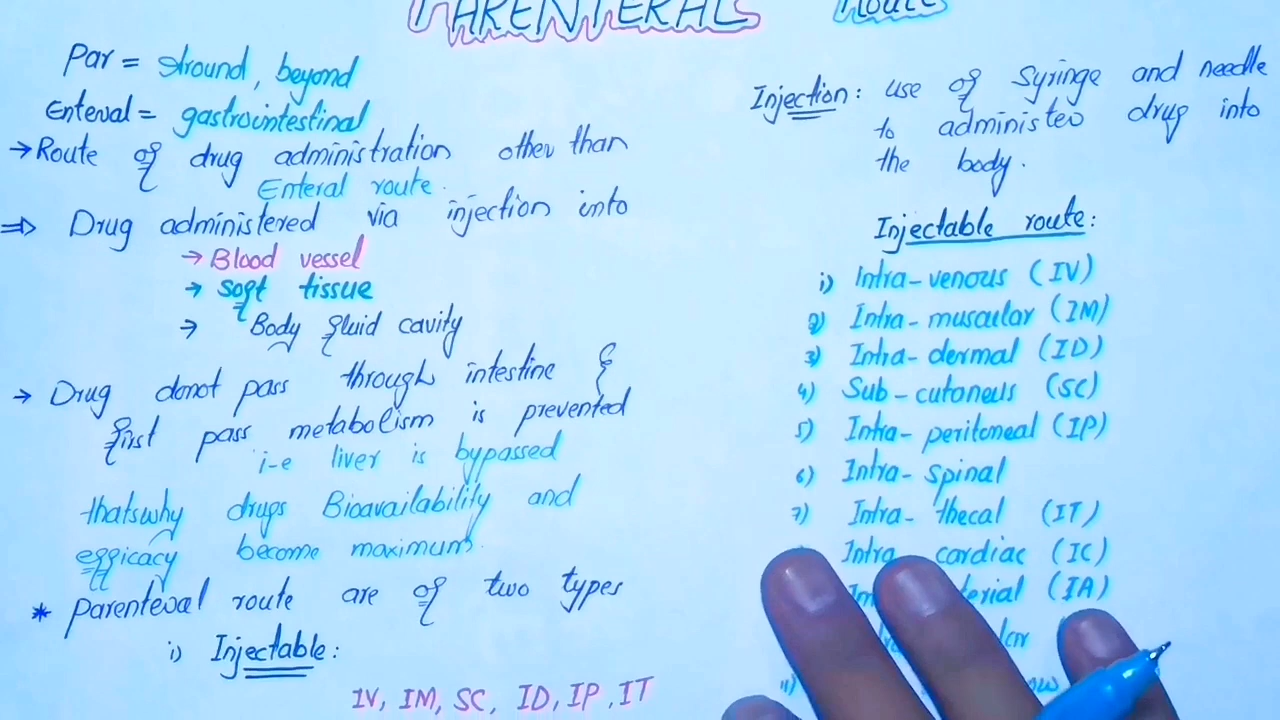 PARENTERAL Route
Par = around, beyond
Enteral = gastrointestinal
→ Route of drug administration other than
Enteral route.
⇒ Drug administered via injection into
→ Blood vessel
→ Soft tissue
→ Body fluid cavity
→ Drug donot pass through intestine &
first pass metabolism is prevented
i-e liver is bypassed
thatswhy drugs Bioavailability and
efficacy become maximum.
* Parenteral route are of two types
i) Injectable:
IV, IM, SC, ID, IP, IT
Injection: use of Syringe and needle
to administer drug into
the body.
Injectable route:
i) Intra-venous (IV)
2) Intra-muscular (IM)
3) Intra-dermal (ID)
4) Sub-cutaneus (SC)
5) Intra-peritoneal (IP)
6) Intra-spinal
7) Intra-thecal (IT)
Intra cardiac (IC)
(IA)
11)